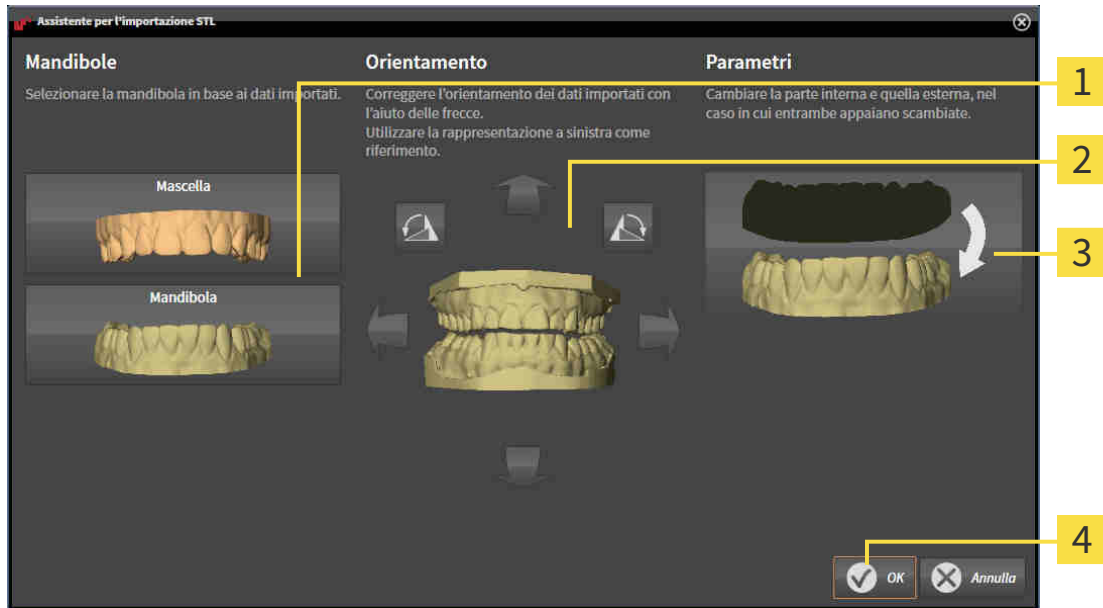 Assistente per l'importazione STL
Mandibole
Selezionare la mandibola in base ai dati importati.
Mascella
Mandibola
Orientamento
Correggere l'orientamento dei dati importati con
l'aiuto delle frecce.
Utilizzare la rappresentazione a sinistra come
riferimento.
Parametri
Cambiare la parte interna e quella esterna, nel
caso in cui entrambe appaiano scambiate.
OK
Annulla
1
2
3
4